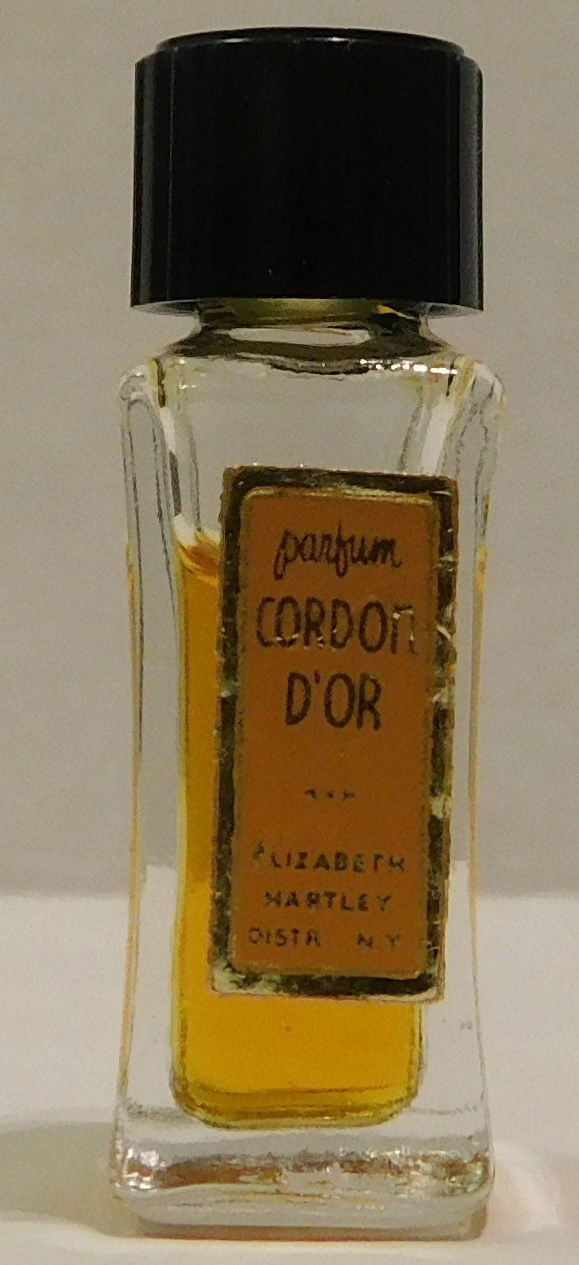 parfum
CORDON
D'OR
ELIZABETH
HARTLEY
DISTR. N.Y.